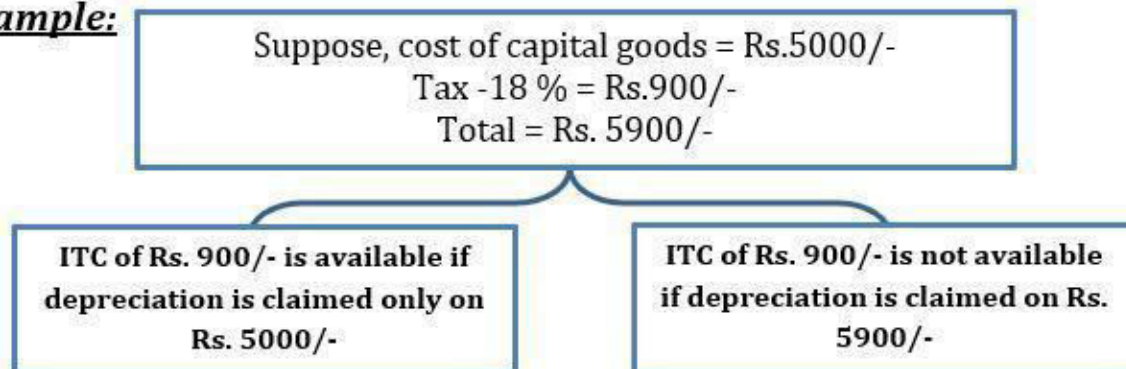 ample:
Suppose, cost of capital goods = Rs.5000/-
Tax -18 % = Rs.900/-
Total = Rs. 5900/-
ITC of Rs. 900/- is available if
depreciation is claimed only on
Rs. 5000/-
ITC of Rs. 900/- is not available
if depreciation is claimed on Rs.
5900/-